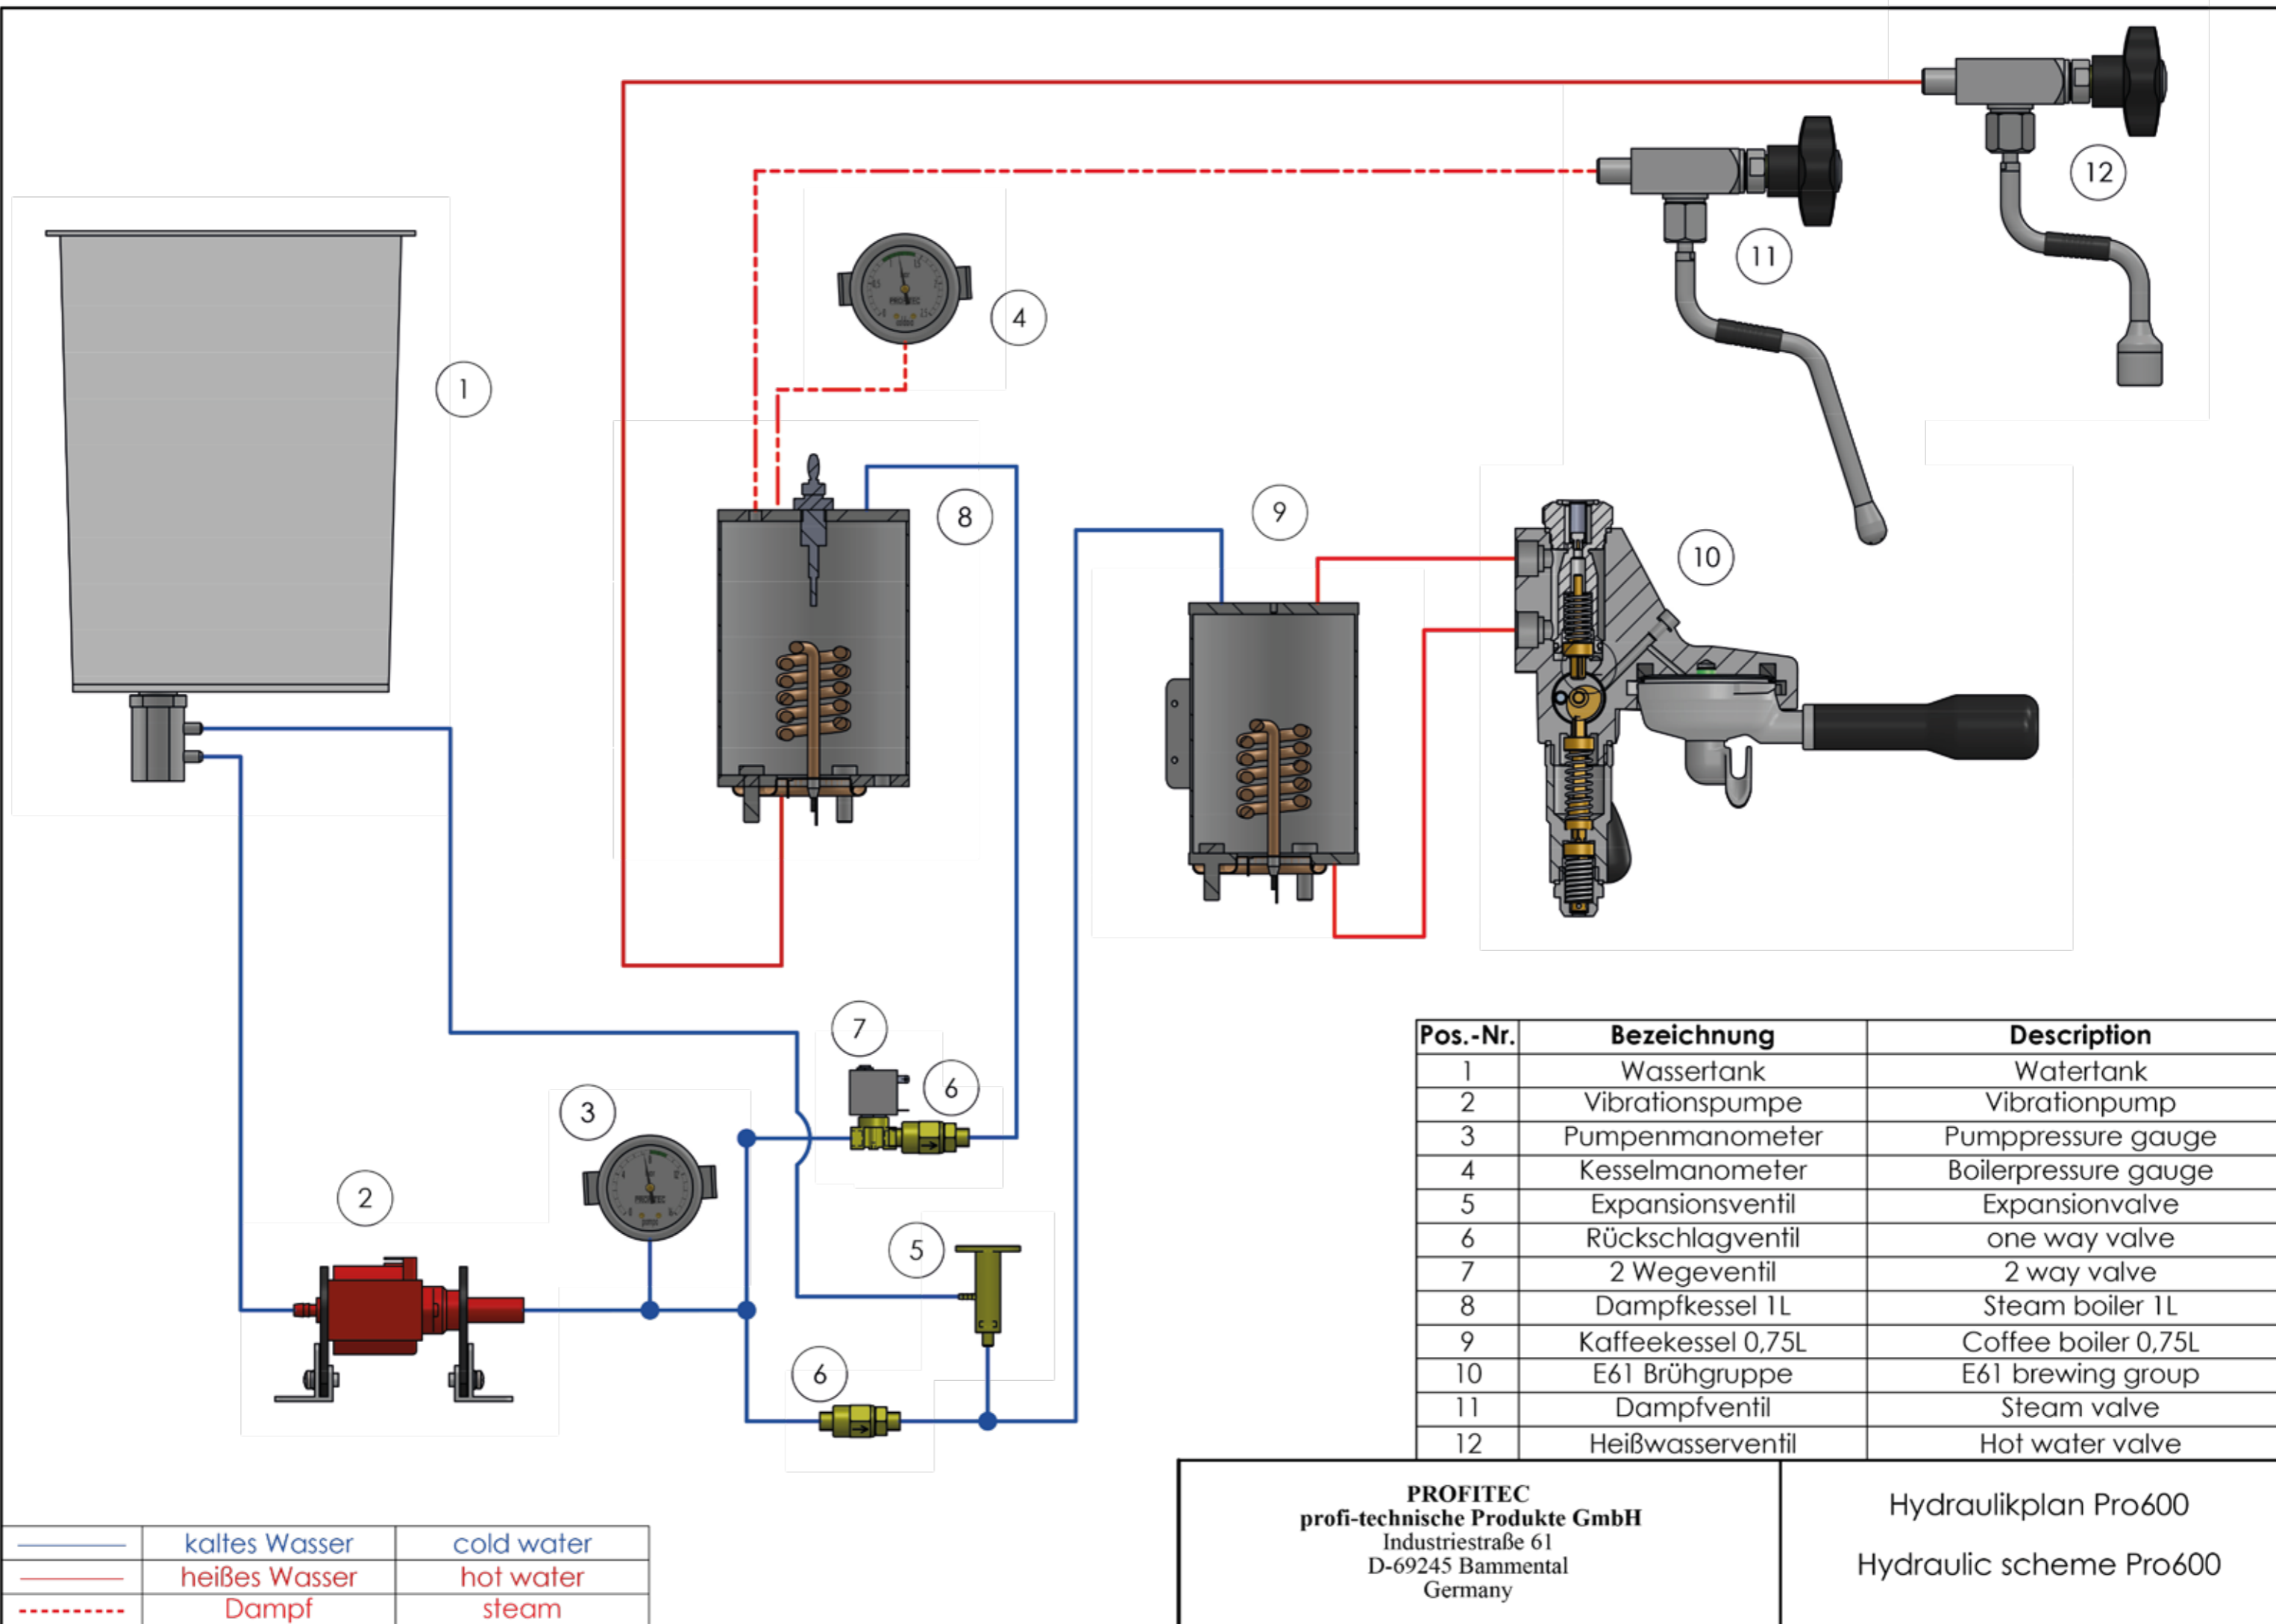 12
11
4
1
8
9
10
7
6
3
2
5
6
PROFITEC
PROFITEC
Pos.-Nr. Bezeichnung Description
1 Wassertank Watertank
2 Vibrationspumpe Vibrationpump
3 Pumpenmanometer Pumppressure gauge
4 Kesselmanometer Boilerpressure gauge
5 Expansionsventil Expansionvalve
6 Rückschlagventil one way valve
7 2 Wegeventil 2 way valve
8 Dampfkessel 1L Steam boiler 1L
9 Kaffeekessel 0,75L Coffee boiler 0,75L
10 E61 Brühgruppe E61 brewing group
11 Dampfventil Steam valve
12 Heißwasserventil Hot water valve
PROFITEC
profi-technische Produkte GmbH
Industriestraße 61
D-69245 Bammental
Germany
Hydraulikplan Pro600
Hydraulic scheme Pro600
kaltes Wasser cold water
heißes Wasser hot water
Dampf steam